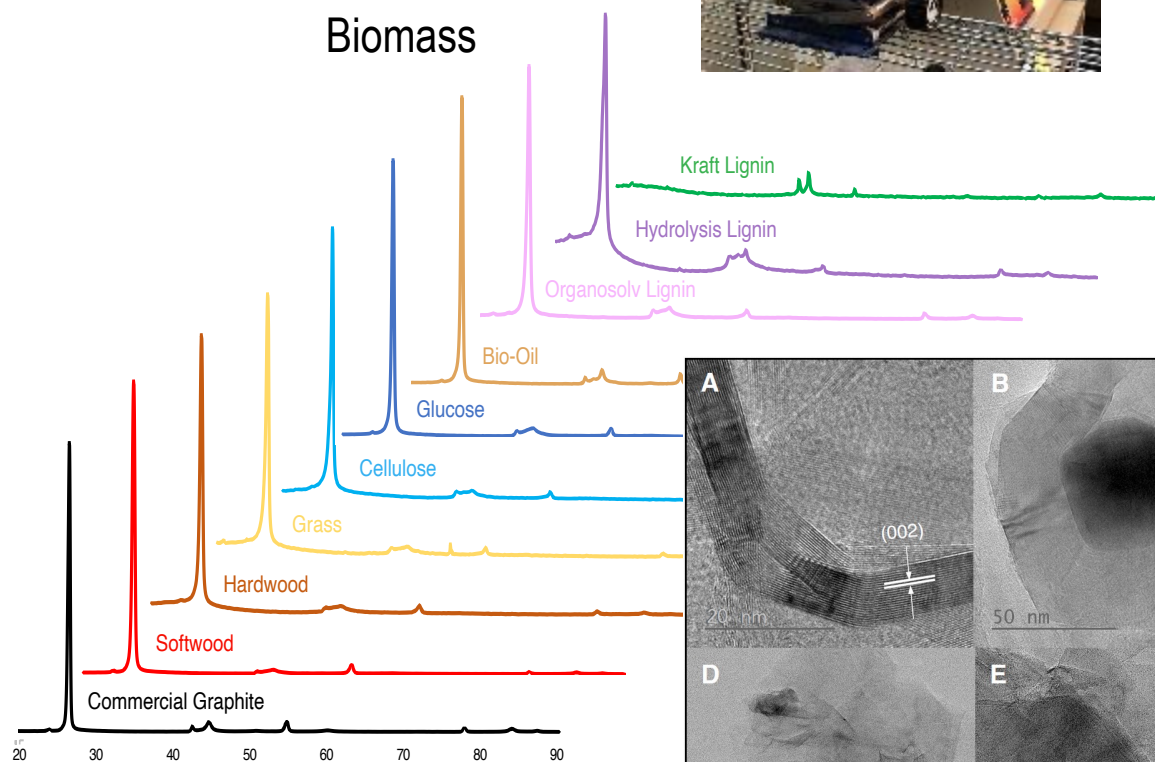 Biomass
Kraft Lignin
Hydrolysis Lignin
Organosolv Lignin
Bio-Oil
Glucose
Cellulose
Grass
Hardwood
Softwood
Commercial Graphite
20 30 40 50 60 70 80 90
A
(002)
20 nm
B
50 nm
D
E